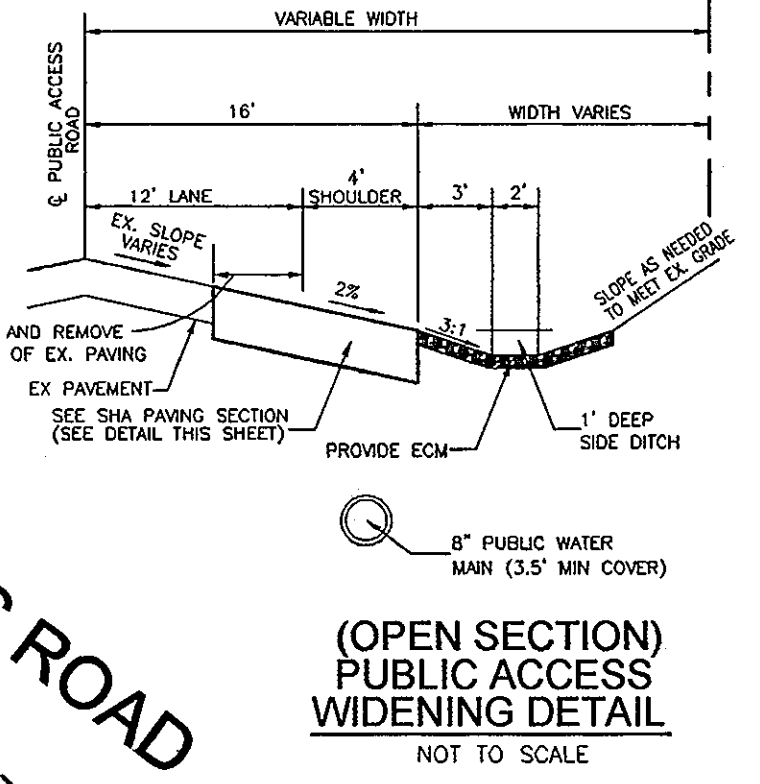 VARIABLE WIDTH
℄ PUBLIC ACCESS
ROAD
16'
WIDTH VARIES
12' LANE
4'
SHOULDER
3'
2'
EX. SLOPE
VARIES
2%
3:1
SLOPE AS NEEDED
TO MEET EX. GRADE
AND REMOVE
OF EX. PAVING
EX PAVEMENT
SEE SHA PAVING SECTION
(SEE DETAIL THIS SHEET)
PROVIDE ECM
1' DEEP
SIDE DITCH
8" PUBLIC WATER
MAIN (3.5' MIN COVER)
ROAD
(OPEN SECTION)
PUBLIC ACCESS
WIDENING DETAIL
NOT TO SCALE